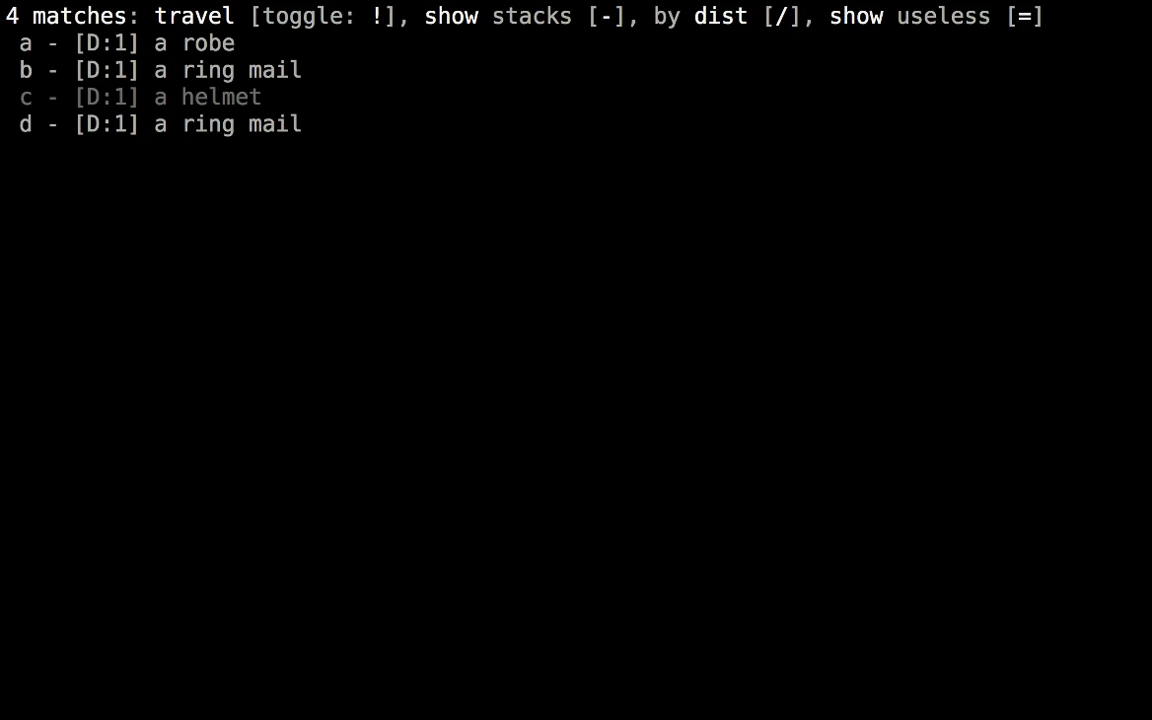 4 matches: travel [toggle: !], show stacks [-], by dist [/], show useless [=]
a - [D:1] a robe
b - [D:1] a ring mail
c - [D:1] a helmet
d - [D:1] a ring mail